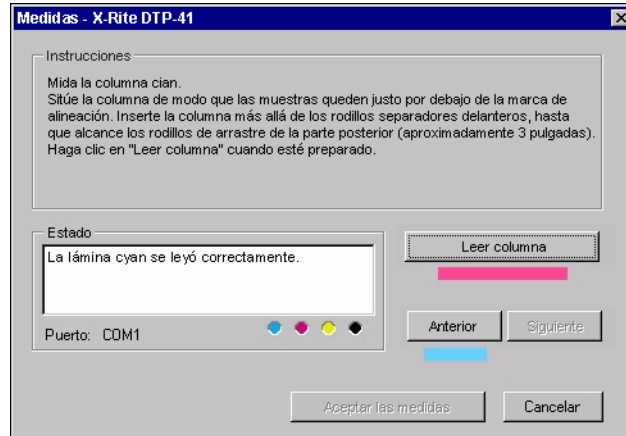 Medidas - X-Rite DTP-41
Instrucciones
Mida la columna cian.
Sitúe la columna de modo que las muestras queden justo por debajo de la marca de
alineación. Inserte la columna más allá de los rodillos separadores delanteros, hasta
que alcance los rodillos de arrastre de la parte posterior (aproximadamente 3 pulgadas).
Haga clic en "Leer columna" cuando esté preparado.
Estado
La lámina cyan se leyó correctamente.
Leer columna
Puerto: COM1
Anterior
Siguiente
Aceptar las medidas
Cancelar